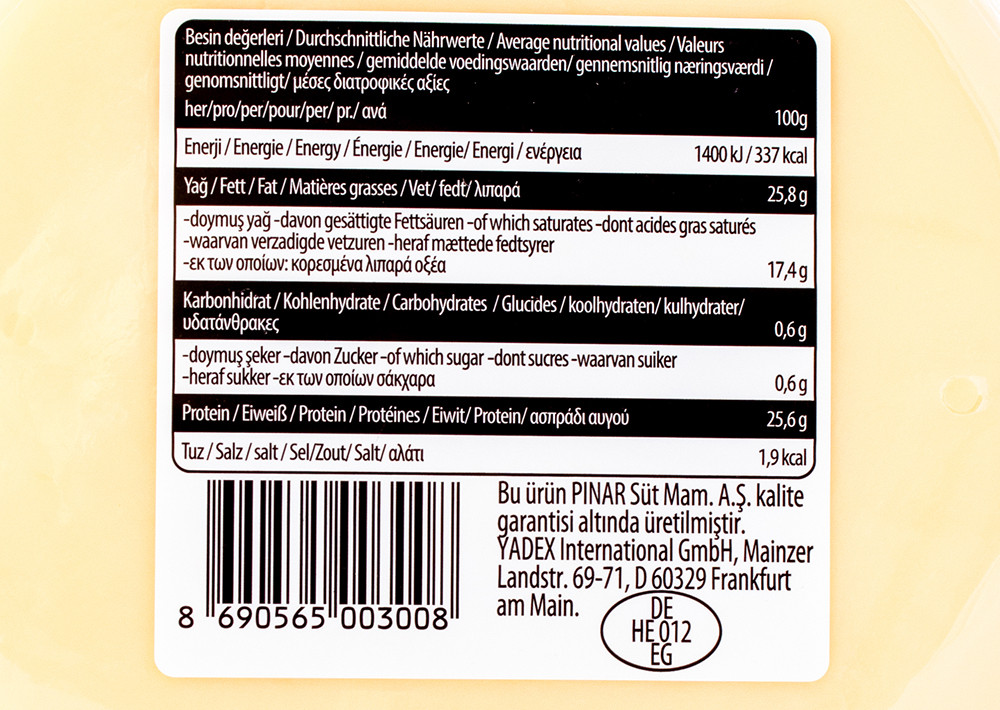 Besin değerleri / Durchschnittliche Nährwerte / Average nutritional values / Valeurs
nutritionnelles moyennes / gemiddelde voedingswaarden/ gennemsnitlig næringsværdi /
genomsnittligt/ μέσες διατροφικές αξίες
her/pro/per/pour/per/ pr./ ανά 100g
Enerji / Energie / Energy / Énergie / Energie/ Energi / ενέργεια 1400 kJ / 337 kcal
Yağ / Fett / Fat / Matières grasses / Vet/ fedt/ λιπαρά 25,8 g
-doymuş yağ -davon gesättigte Fettsäuren -of which saturates -dont acides gras saturés
-waarvan verzadigde vetzuren -heraf mættede fedtsyrer
-εκ των οποίων: κορεσμένα λιπαρά οξέα 17,4 g
Karbonhidrat / Kohlenhydrate / Carbohydrates / Glucides / koolhydraten/ kulhydrater/
υδατάνθρακες 0,6 g
-doymuş şeker -davon Zucker -of which sugar -dont sucres -waarvan suiker
-heraf sukker -εκ των οποίων σάκχαρα 0,6 g
Protein / Eiweiß / Protein / Protéines / Eiwit/ Protein/ ασπράδι αυγού 25,6 g
Tuz / Salz / salt / Sel/Zout/ Salt/ αλάτι 1,9 kcal
Bu ürün PINAR Süt Mam. A.Ş. kalite
garantisi altında üretilmiştir.
YADEX International GmbH, Mainzer
Landstr. 69-71, D 60329 Frankfurt
am Main.
DE
HE 012
EG
8 690565 003008